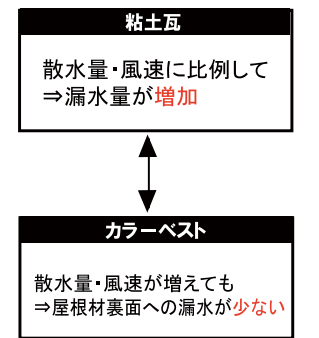 粘土瓦
散水量・風速に比例して
⇒漏水量が増加
カラーベスト
散水量・風速が増えても
⇒屋根材裏面への漏水が少ない